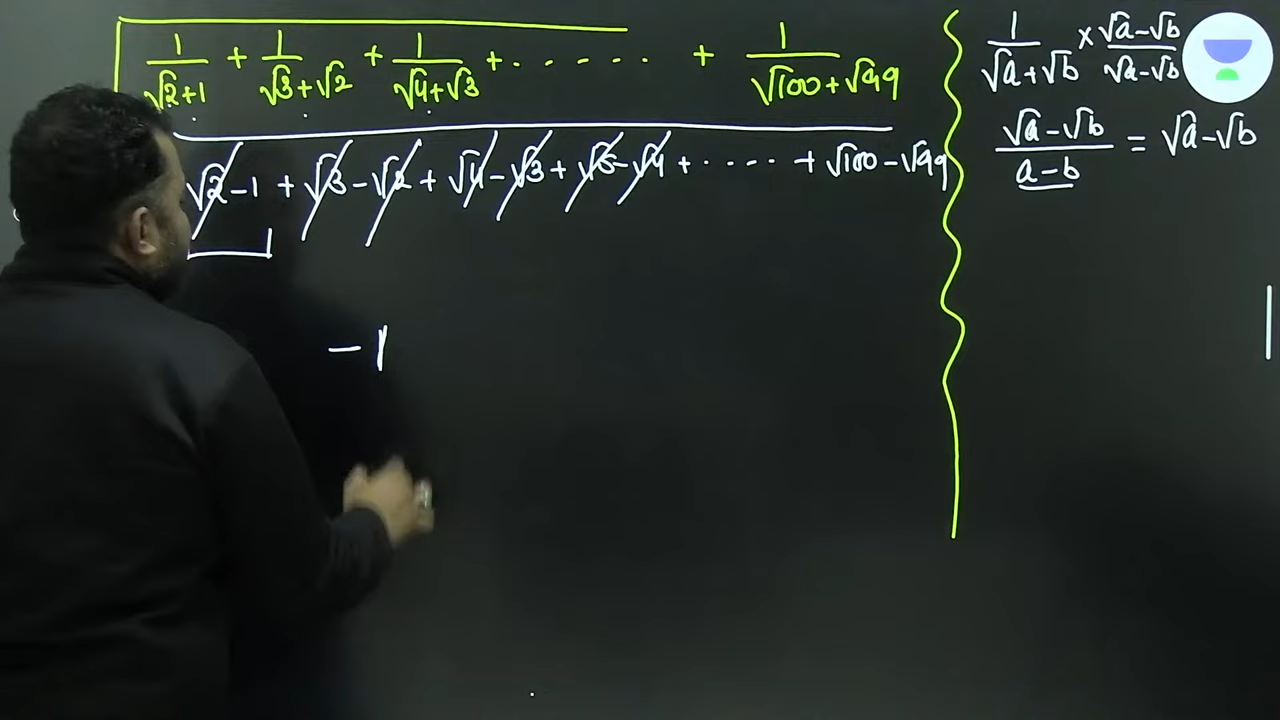 1/(√2+1) + 1/(√3+√2) + 1/(√4+√3) + . . . . . . + 1/(√100+√99)
√2 - 1 + √3 - √2 + √4 - √3 + √5 - √4 + . . . . . + √100 - √99
- 1
1/(√a+√b) × (√a-√b)/(√a-√b)
(√a-√b)/(a-b) = √a-√b